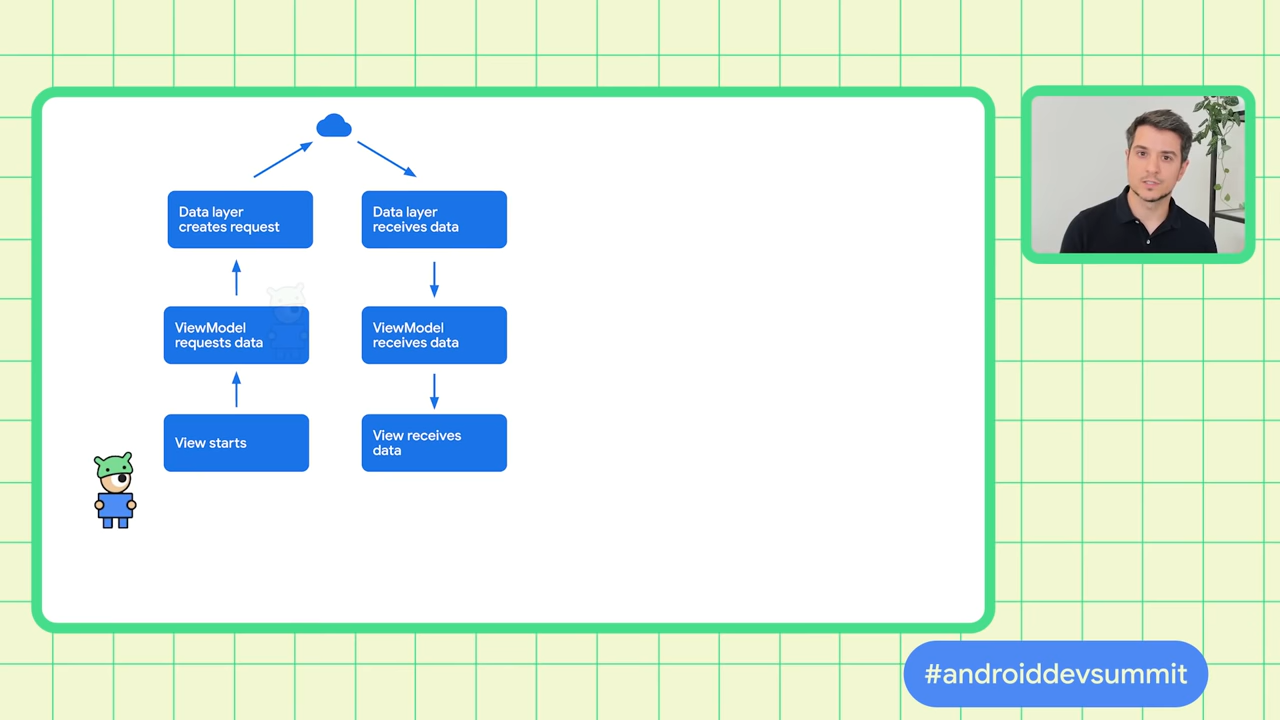 Data layer
creates request
Data layer
receives data
ViewModel
requests data
ViewModel
receives data
View starts
View receives
data
#androiddevsummit